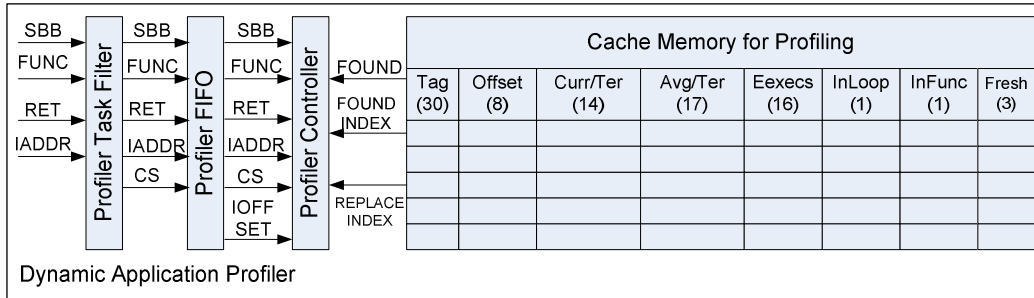 SBB
FUNC
RET
IADDR
Profiler Task Filter
SBB
FUNC
RET
IADDR
CS
Profiler FIFO
SBB
FUNC
RET
IADDR
CS
IOFF
SET
Profiler Controller
FOUND
FOUND
INDEX
REPLACE
INDEX
Cache Memory for Profiling
Tag
(30)
Offset
(8)
Curr/Ter
(14)
Avg/Ter
(17)
Eexecs
(16)
InLoop
(1)
InFunc
(1)
Fresh
(3)
Dynamic Application Profiler